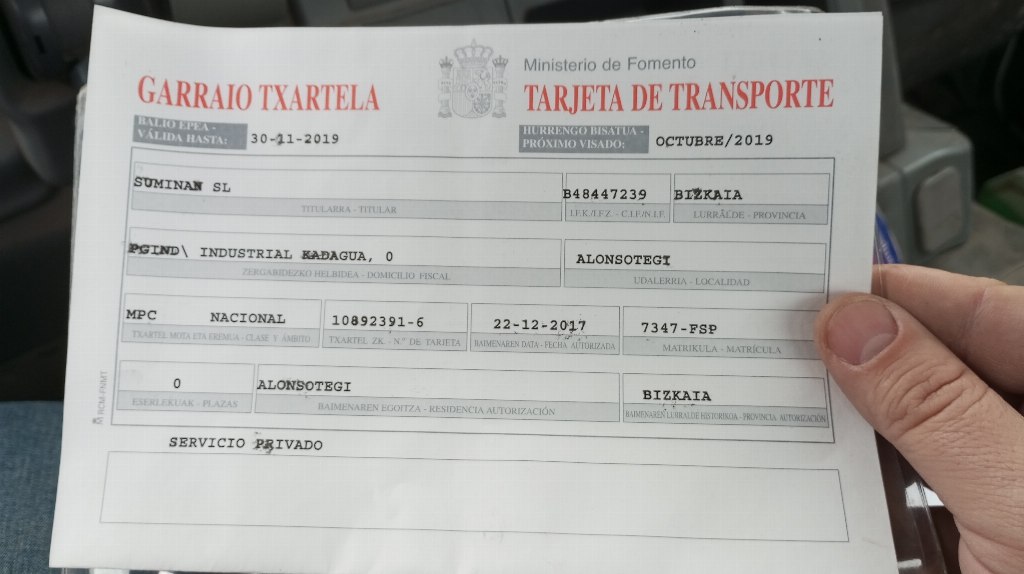 Ministerio de Fomento
GARRAIO TXARTELA
TARJETA DE TRANSPORTE
BALIO EPEA -
VÁLIDA HASTA: 30-11-2019
HURRENGO BISATUA -
PRÓXIMO VISADO: OCTUBRE/2019
SUMINAN SL B48447239 BIZKAIA
TITULARRA - TITULAR I.F.K./I.F.Z. - C.I.F./N.I.F. LURRALDE - PROVINCIA
PGIND\ INDUSTRIAL KADAGUA, 0 ALONSOTEGI
ZERGABIDEZKO HELBIDEA - DOMICILIO FISCAL UDALERRIA - LOCALIDAD
MPC NACIONAL 10892391-6 22-12-2017 7347-FSP
TXARTEL MOTA ETA EREMUA - CLASE Y ÁMBITO TXARTEL ZK. - N.º DE TARJETA BAIMENAREN DATA - FECHA AUTORIZADA MATRIKULA - MATRÍCULA
0 ALONSOTEGI BIZKAIA
ESERLEKUAK - PLAZAS BAIMENAREN EGOITZA - RESIDENCIA AUTORIZACIÓN BAIMENAREN LURRALDE HISTORIKOA - PROVINCIA AUTORIZACIÓN
RCM-FNMT
SERVICIO PRIVADO